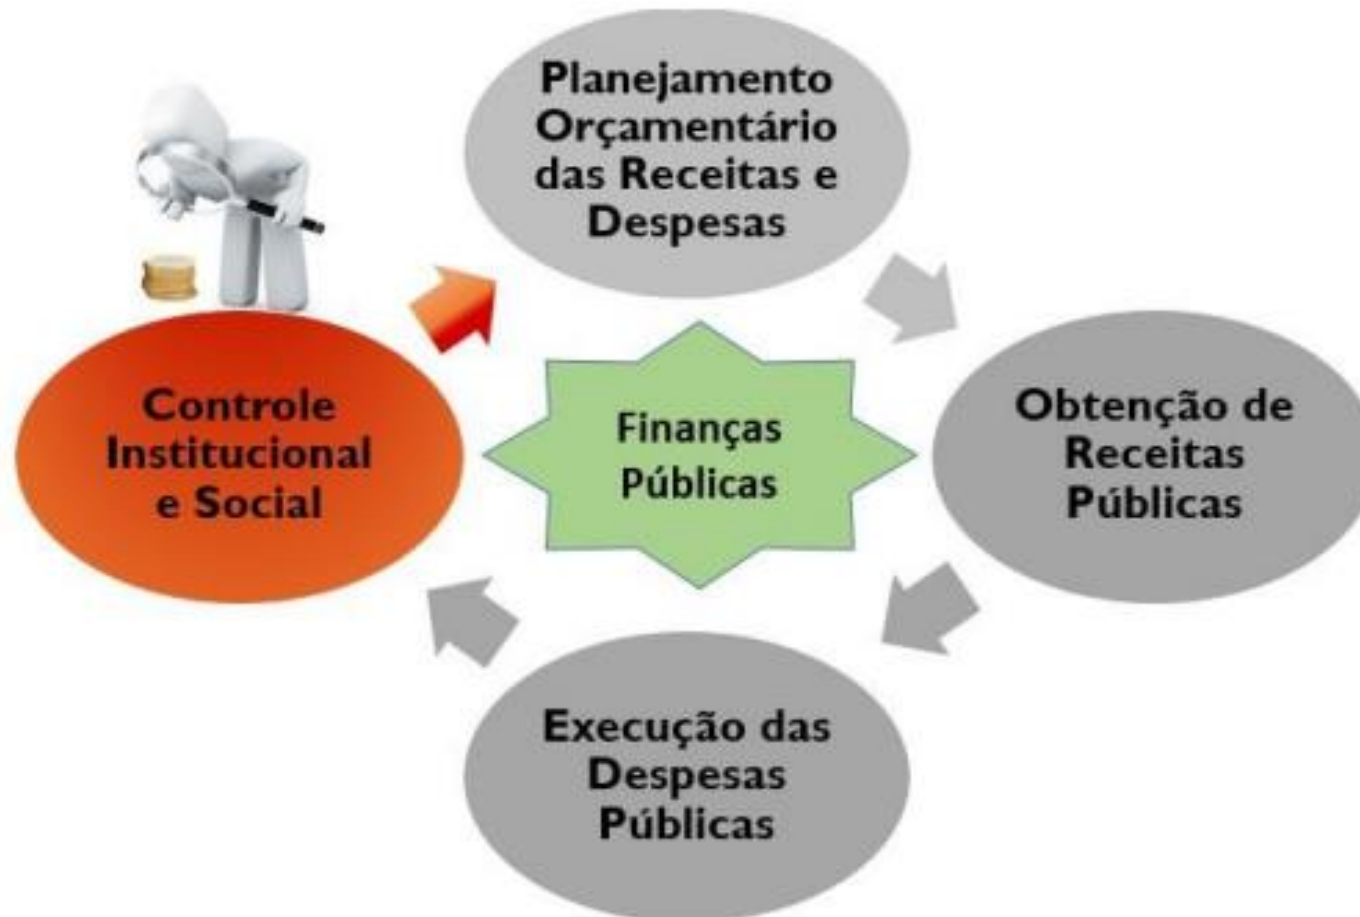 Planejamento
Orçamentário
das Receitas e
Despesas
Controle
Institucional
e Social
Finanças
Públicas
Obtenção de
Receitas
Públicas
Execução das
Despesas
Públicas